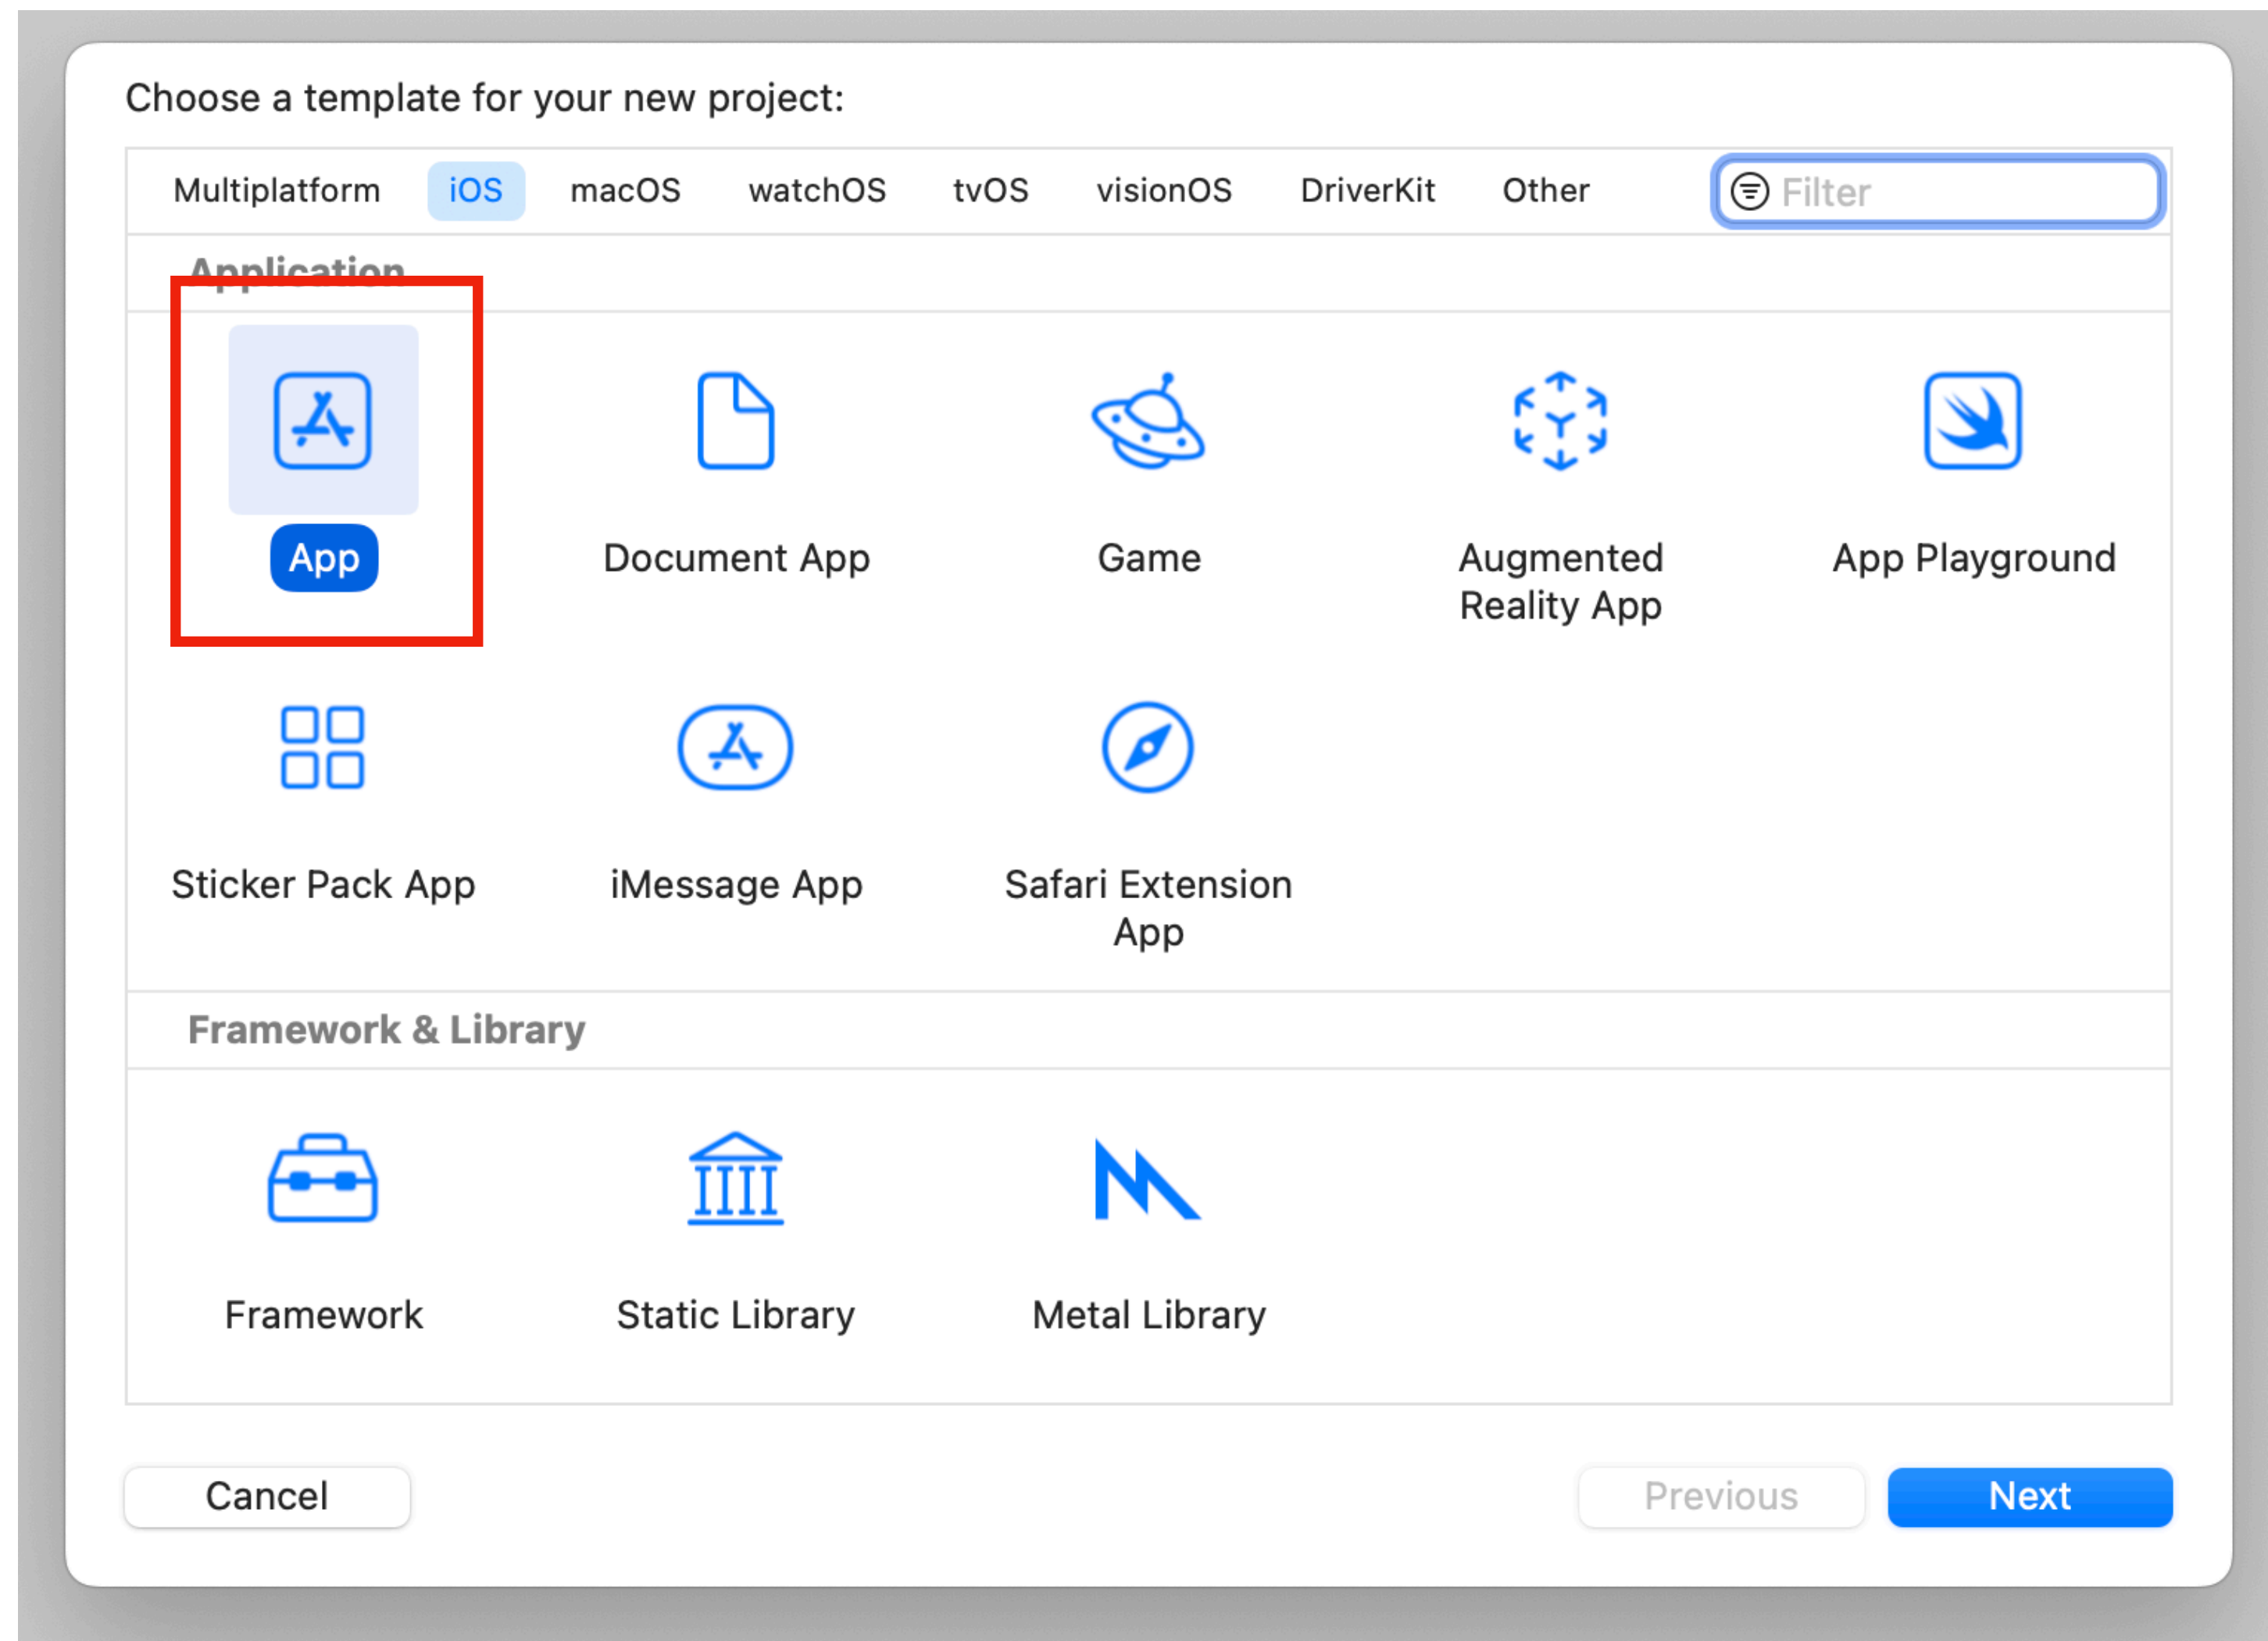 Choose a template for your new project:
Multiplatform iOS macOS watchOS tvOS visionOS DriverKit Other Filter
Application
App Document App Game Augmented App Playground
Reality App
Sticker Pack App iMessage App Safari Extension
App
Framework & Library
Framework Static Library Metal Library
Cancel Previous Next